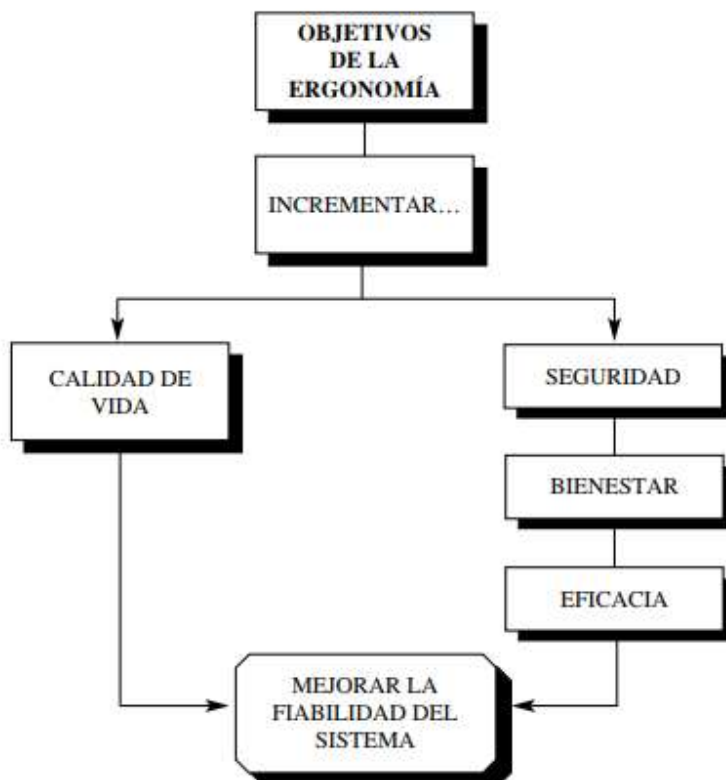 OBJETIVOS
DE LA
ERGONOMÍA
INCREMENTAR…
CALIDAD DE
VIDA
SEGURIDAD
BIENESTAR
EFICACIA
MEJORAR LA
FIABILIDAD DEL
SISTEMA